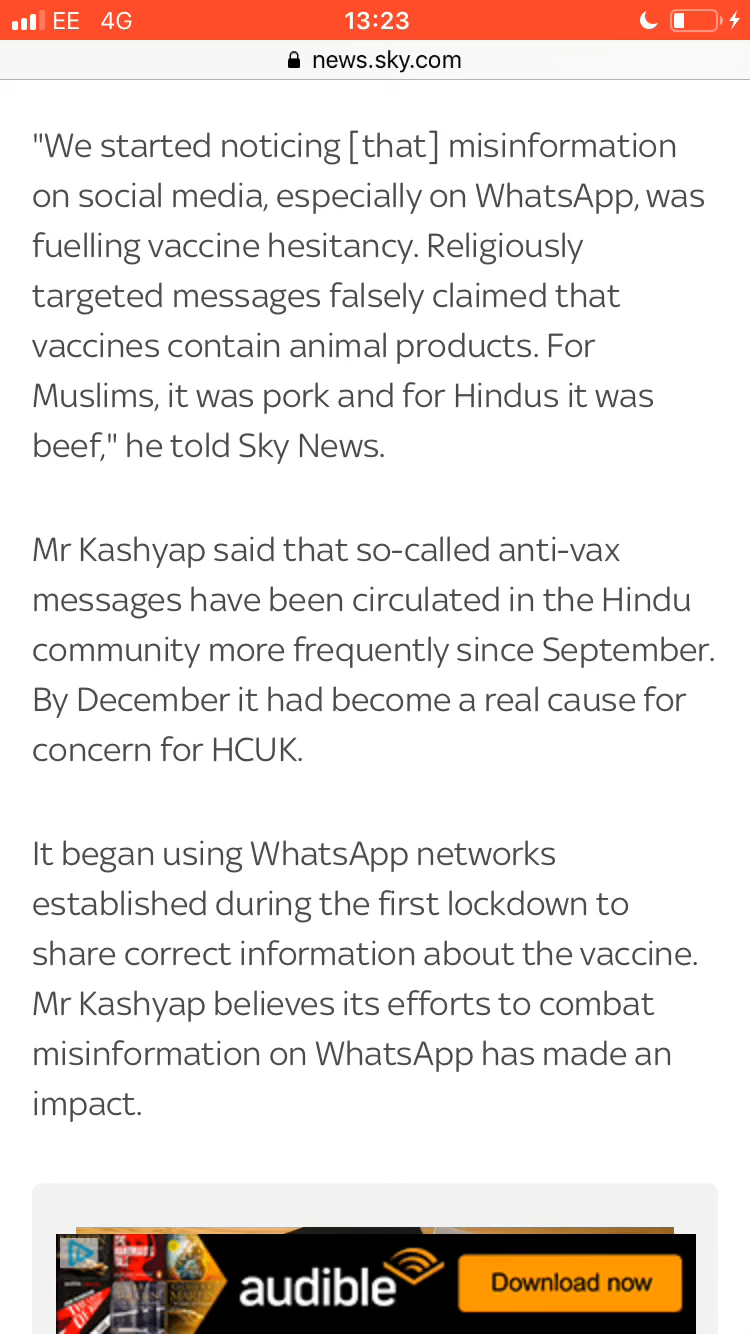 EE 4G 13:23
news.sky.com
"We started noticing [that] misinformation
on social media, especially on WhatsApp, was
fuelling vaccine hesitancy. Religiously
targeted messages falsely claimed that
vaccines contain animal products. For
Muslims, it was pork and for Hindus it was
beef," he told Sky News.
Mr Kashyap said that so-called anti-vax
messages have been circulated in the Hindu
community more frequently since September.
By December it had become a real cause for
concern for HCUK.
It began using WhatsApp networks
established during the first lockdown to
share correct information about the vaccine.
Mr Kashyap believes its efforts to combat
misinformation on WhatsApp has made an
impact.
audible
Download now